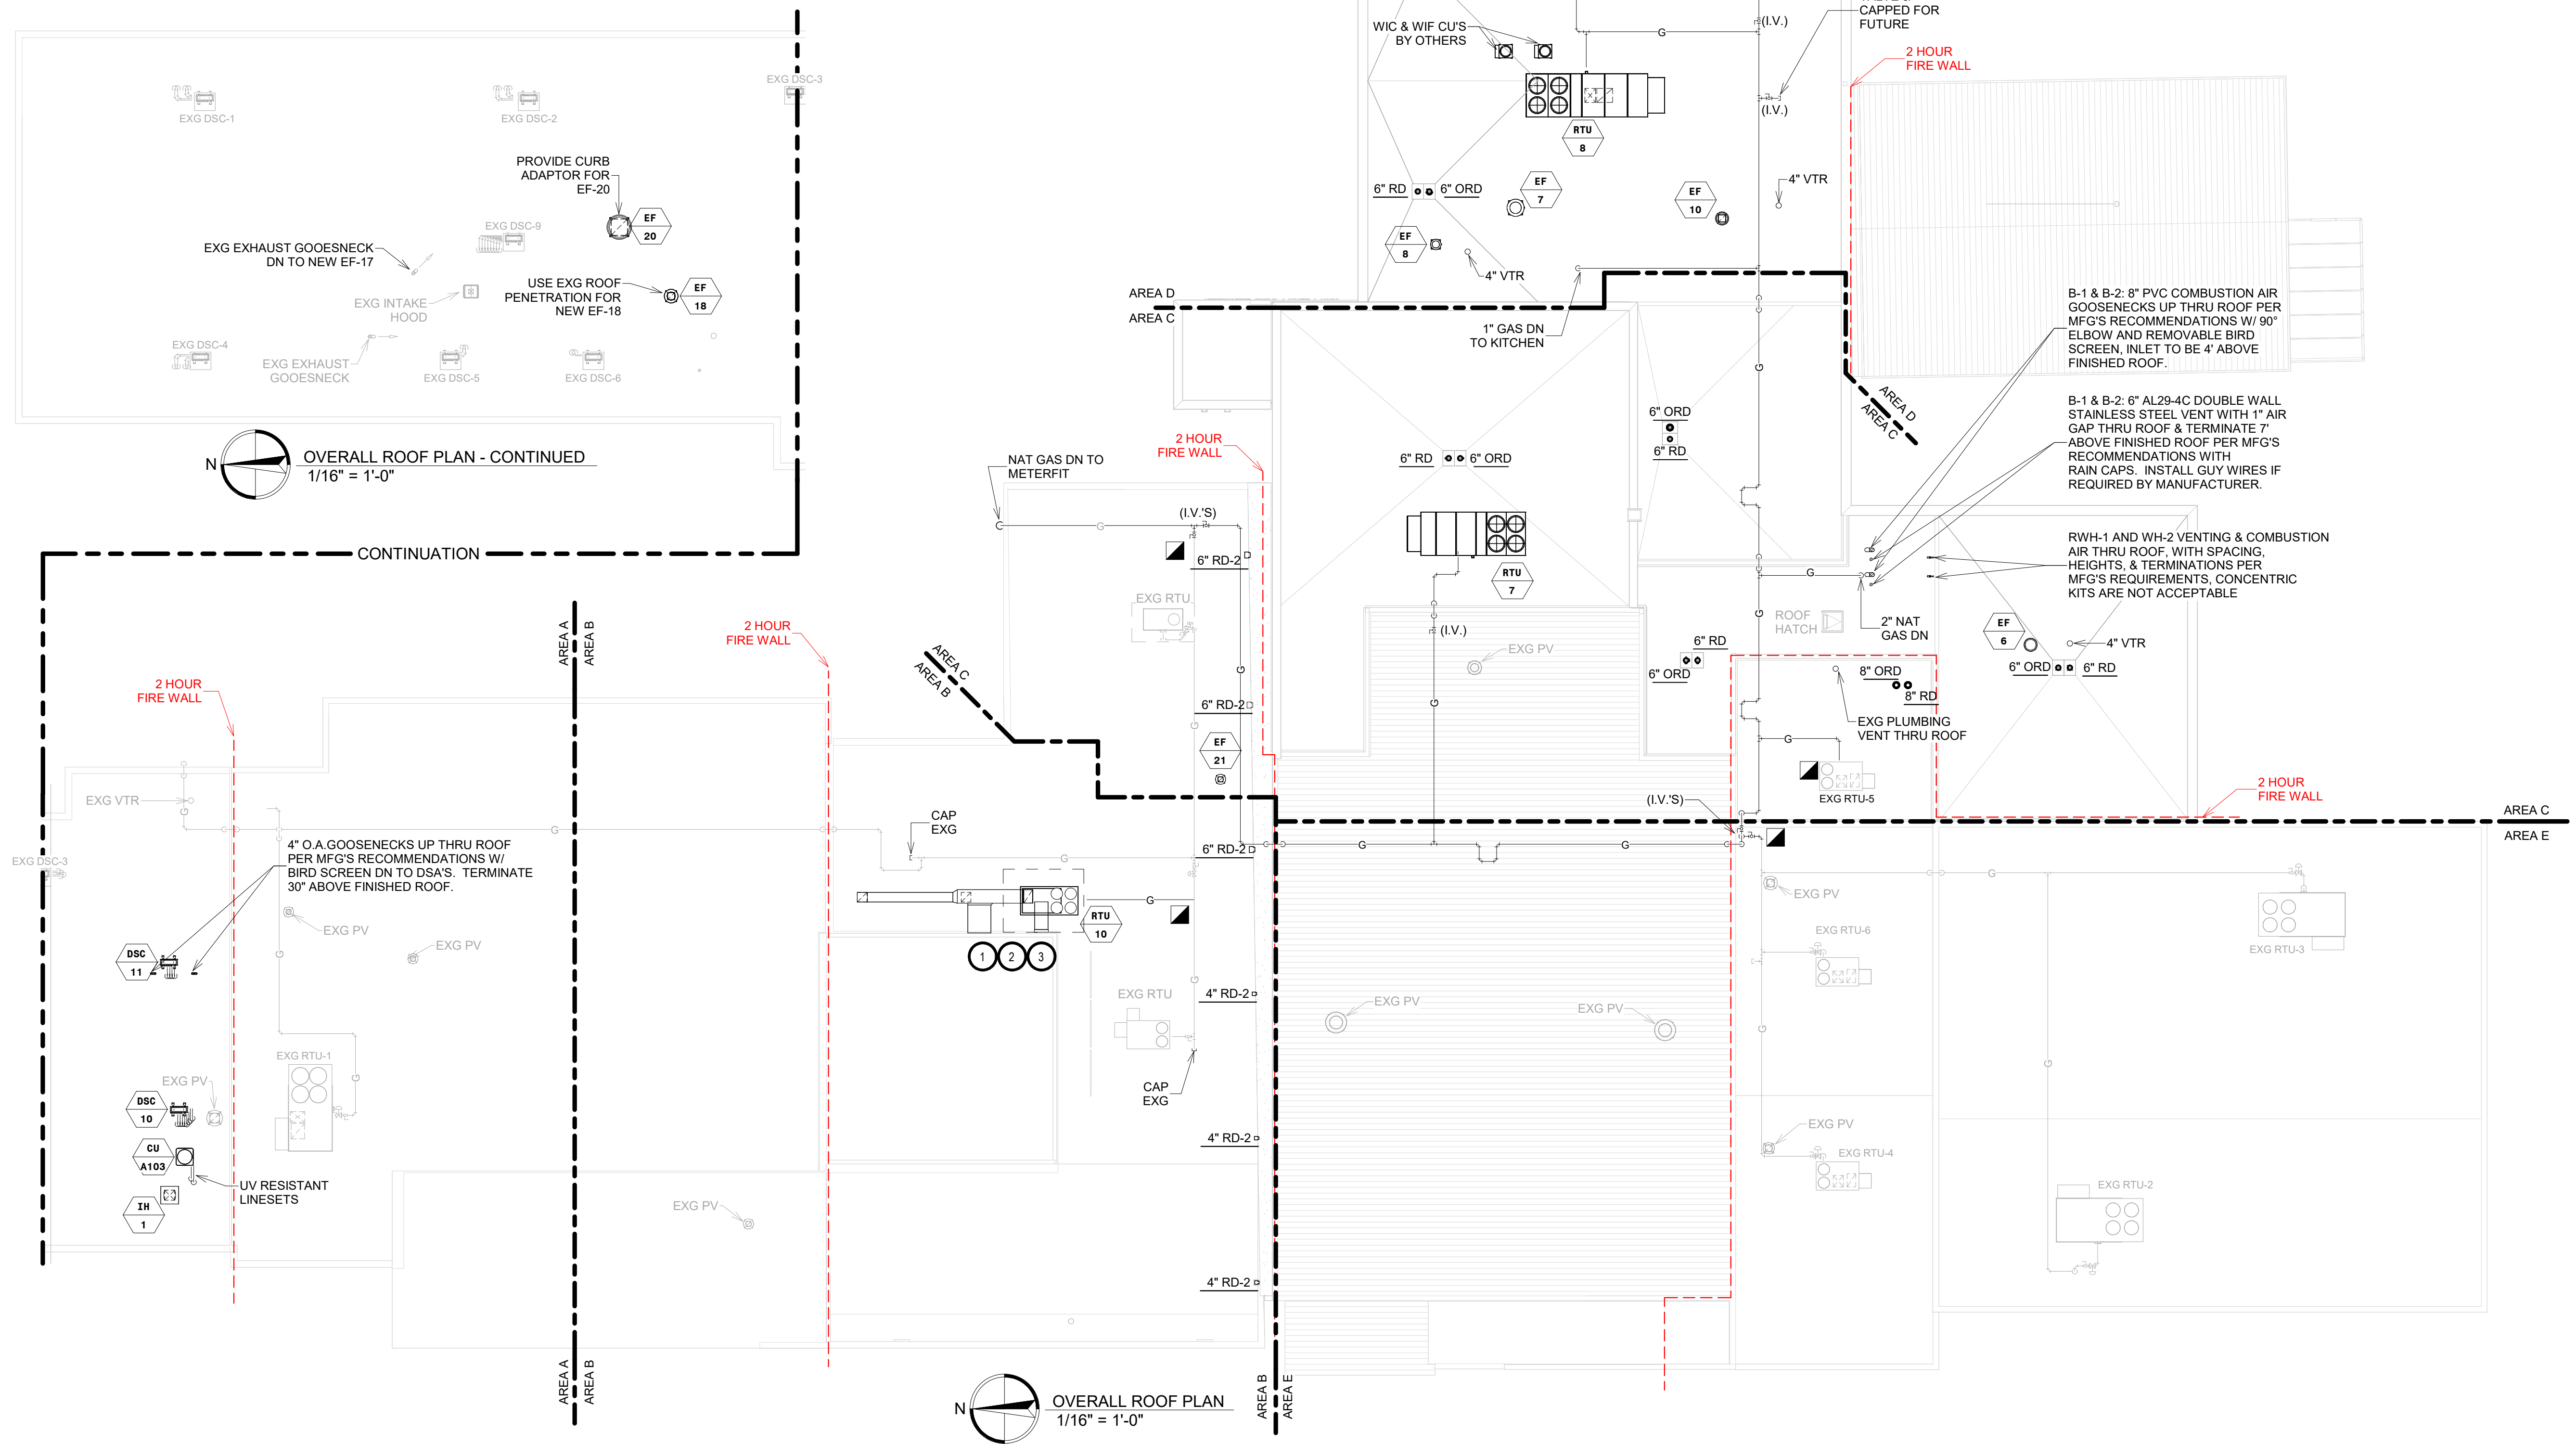 EXG DSC-1
EXG DSC-2
EXG DSC-3
PROVIDE CURB
ADAPTOR FOR
EF-20
EF
20
EXG DSC-9
EXG EXHAUST GOOESNECK
DN TO NEW EF-17
USE EXG ROOF
PENETRATION FOR
NEW EF-18
EF
18
EXG INTAKE
HOOD
EXG DSC-4
EXG EXHAUST
GOOESNECK
EXG DSC-5
EXG DSC-6
N
OVERALL ROOF PLAN - CONTINUED
1/16" = 1'-0"
CONTINUATION
WIC & WIF CU'S
BY OTHERS
G
(I.V.)
CAPPED FOR
FUTURE
2 HOUR
FIRE WALL
(I.V.)
RTU
8
6" RD
6" ORD
EF
7
EF
10
4" VTR
EF
8
4" VTR
AREA D
AREA C
1" GAS DN
TO KITCHEN
G
AREA D
AREA C
B-1 & B-2: 8" PVC COMBUSTION AIR
GOOSENECKS UP THRU ROOF PER
MFG'S RECOMMENDATIONS W/ 90°
ELBOW AND REMOVABLE BIRD
SCREEN, INLET TO BE 4' ABOVE
FINISHED ROOF.
B-1 & B-2: 6" AL29-4C DOUBLE WALL
STAINLESS STEEL VENT WITH 1" AIR
GAP THRU ROOF & TERMINATE 7'
ABOVE FINISHED ROOF PER MFG'S
RECOMMENDATIONS WITH
RAIN CAPS.  INSTALL GUY WIRES IF
REQUIRED BY MANUFACTURER.
RWH-1 AND WH-2 VENTING & COMBUSTION
AIR THRU ROOF, WITH SPACING,
HEIGHTS, & TERMINATIONS PER
MFG'S REQUIREMENTS, CONCENTRIC
KITS ARE NOT ACCEPTABLE
2 HOUR
FIRE WALL
NAT GAS DN TO
METERFIT
G
(I.V.'S)
6" RD-2
EXG RTU
6" RD
6" ORD
6" ORD
6" RD
RTU
7
(I.V.)
G
EXG PV
G
G
ROOF
HATCH
2" NAT
GAS DN
EF
6
4" VTR
6" ORD
6" RD
6" RD
6" ORD
8" ORD
8" RD
EXG PLUMBING
VENT THRU ROOF
G
EXG RTU-5
(I.V.'S)
2 HOUR
FIRE WALL
AREA C
AREA E
AREA A
AREA B
2 HOUR
FIRE WALL
AREA C
AREA B
G
6" RD-2
G
EF
21
2 HOUR
FIRE WALL
EXG VTR
G
G
CAP
EXG
G
6" RD-2
G
G
EXG DSC-3
4" O.A.GOOSENECKS UP THRU ROOF
PER MFG'S RECOMMENDATIONS W/
BIRD SCREEN DN TO DSA'S.  TERMINATE
30" ABOVE FINISHED ROOF.
EXG PV
EXG PV
DSC
11
G
G
RTU
10
1
2
3
EXG RTU
G
4" RD-2
CAP
EXG
4" RD-2
4" RD-2
EXG RTU-1
G
EXG PV
DSC
10
CU
A103
UV RESISTANT
LINESETS
IH
1
EXG PV
EXG PV
EXG PV
EXG PV
EXG RTU-6
G
G
EXG RTU-3
G
EXG PV
EXG RTU-4
EXG RTU-2
AREA A
AREA B
N
OVERALL ROOF PLAN
1/16" = 1'-0"
AREA B
AREA E